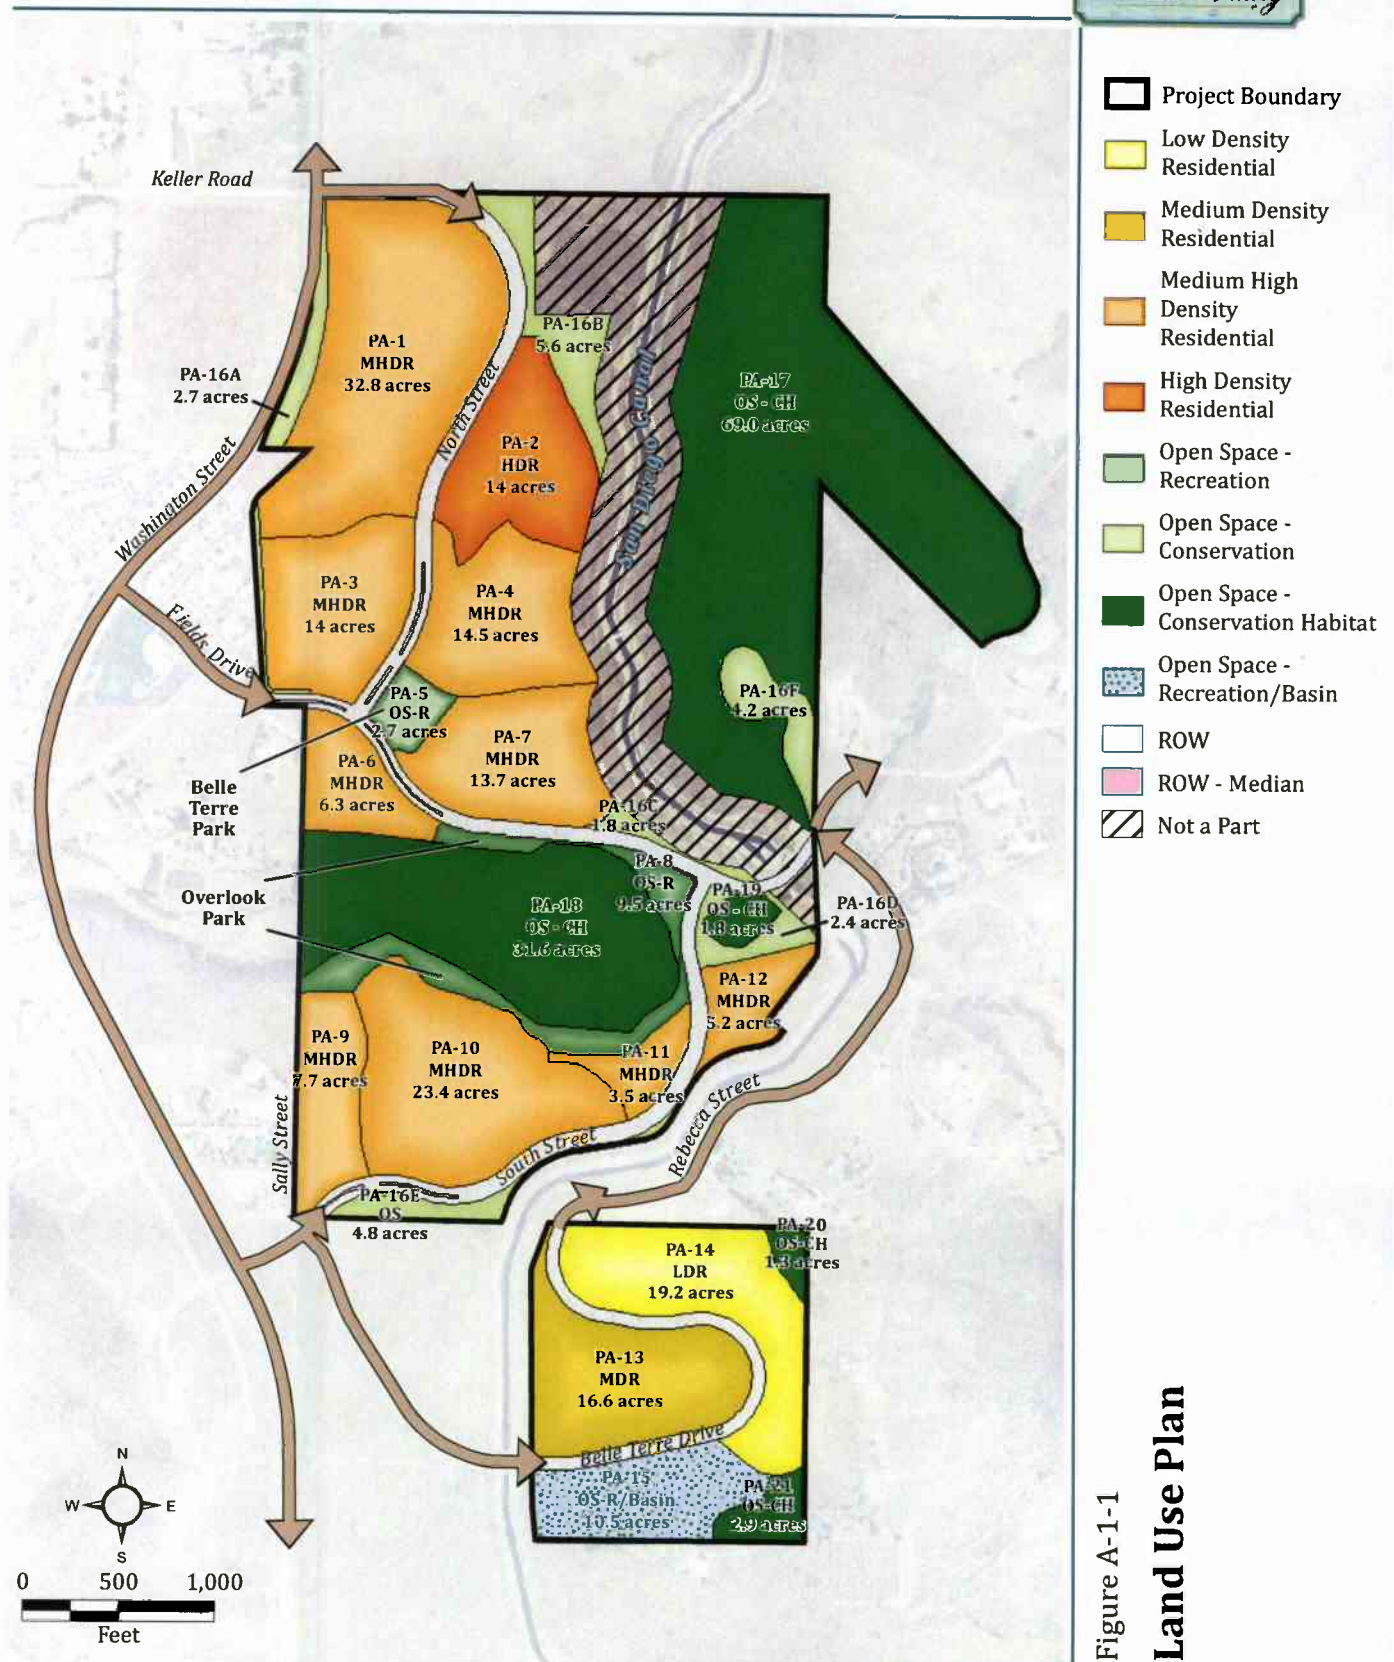 Keller Road
PA-1
MHDR
32.8 acres
PA-16A
2.7 acres
PA-16B
5.6 acres
PA-17
OS - CH
69.0 acres
North Street
PA-2
HDR
14 acres
San Diego Canal
Washington Street
PA-3
MHDR
14 acres
PA-4
MHDR
14.5 acres
Fields Drive
PA-5
OS-R
2.7 acres
PA-16F
4.2 acres
PA-6
MHDR
6.3 acres
PA-7
MHDR
13.7 acres
Belle
Terre
Park
PA-16C
1.8 acres
PA-8
OS-R
9.5 acres
Overlook
Park
PA-18
OS - CH
31.6 acres
PA-19
OS - CH
1.8 acres
PA-16D
2.4 acres
PA-12
MHDR
5.2 acres
PA-9
MHDR
7.7 acres
PA-10
MHDR
23.4 acres
PA-11
MHDR
3.5 acres
Sally Street
South Street
Rebecca Street
PA-16E
OS
4.8 acres
PA-14
LDR
19.2 acres
PA-20
OS-CH
1.3 acres
PA-13
MDR
16.6 acres
Belle Terre Drive
PA-15
OS-R/Basin
10.5 acres
PA-21
OS-CH
2.9 acres
N
W E
S
0 500 1,000
Feet
Project Boundary
Low Density
Residential
Medium Density
Residential
Medium High
Density
Residential
High Density
Residential
Open Space -
Recreation
Open Space -
Conservation
Open Space -
Conservation Habitat
Open Space -
Recreation/Basin
ROW
ROW - Median
Not a Part
Figure A-1-1
Land Use Plan